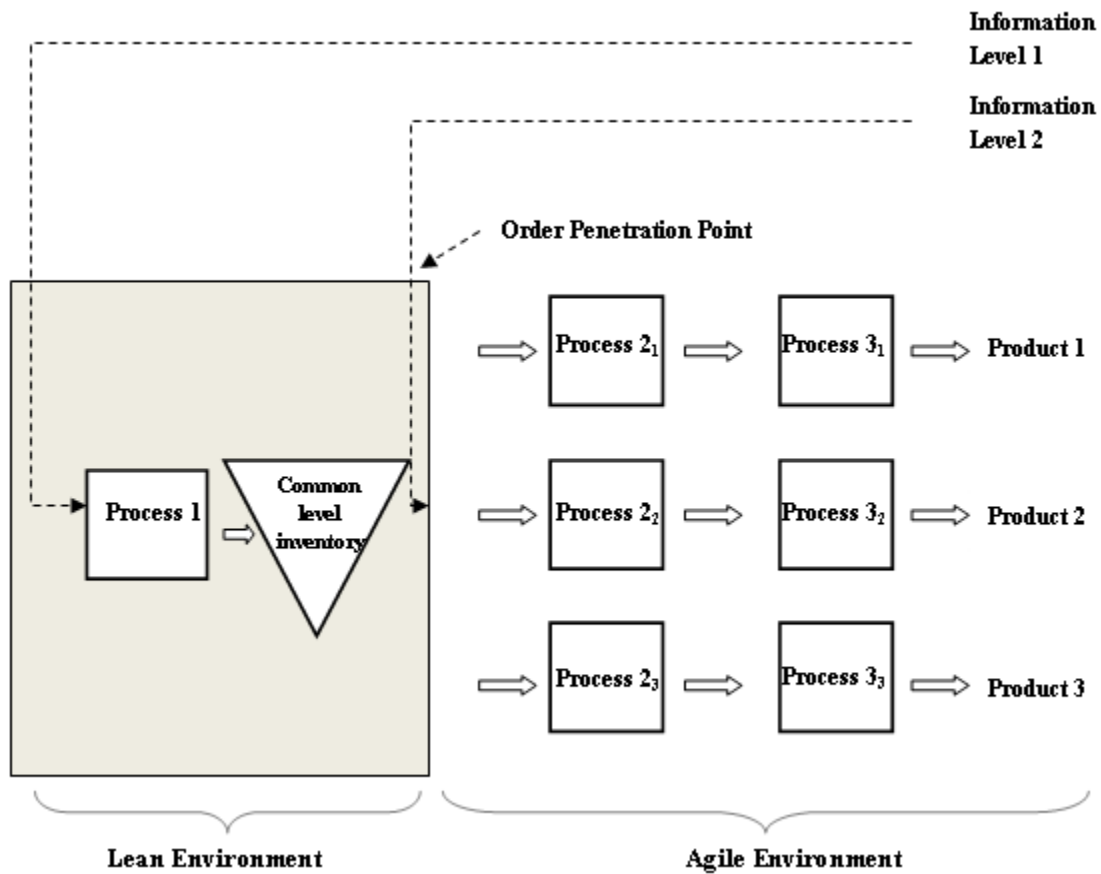 Information
Level 1
Information
Level 2
Order Penetration Point
Process 2₁
Process 3₁
Product 1
Process 1
Common
level
inventory
Process 2₂
Process 3₂
Product 2
Process 2₃
Process 3₃
Product 3
Lean Environment
Agile Environment